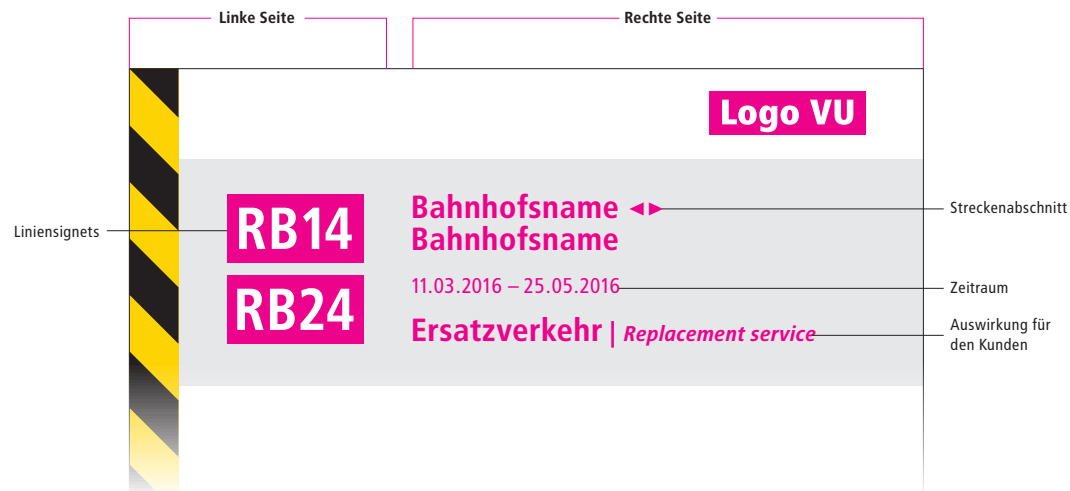 Linke Seite
Rechte Seite
Logo VU
Liniensignets
RB14
RB24
Bahnhofsname ◄►
Bahnhofsname
11.03.2016 – 25.05.2016
Ersatzverkehr | Replacement service
Streckenabschnitt
Zeitraum
Auswirkung für
den Kunden